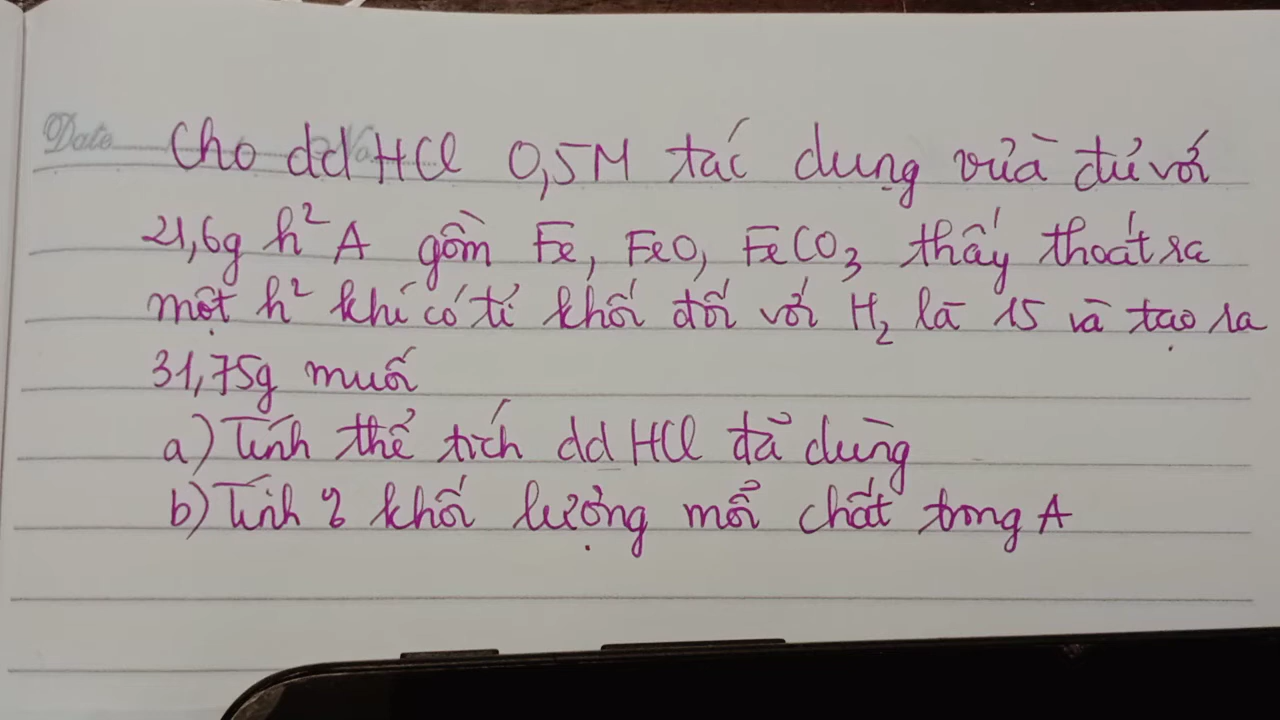 Date
Cho dd HCl 0,5M tác dụng vừa đủ với
21,6g h² A gồm Fe, FeO, FeCO₃ thấy thoát ra
một h² khí có tỉ khối đối với H₂ là 15 và tạo ra
31,75g muối
a) Tính thể tích dd HCl đã dùng
b) Tính % khối lượng mỗi chất trong A